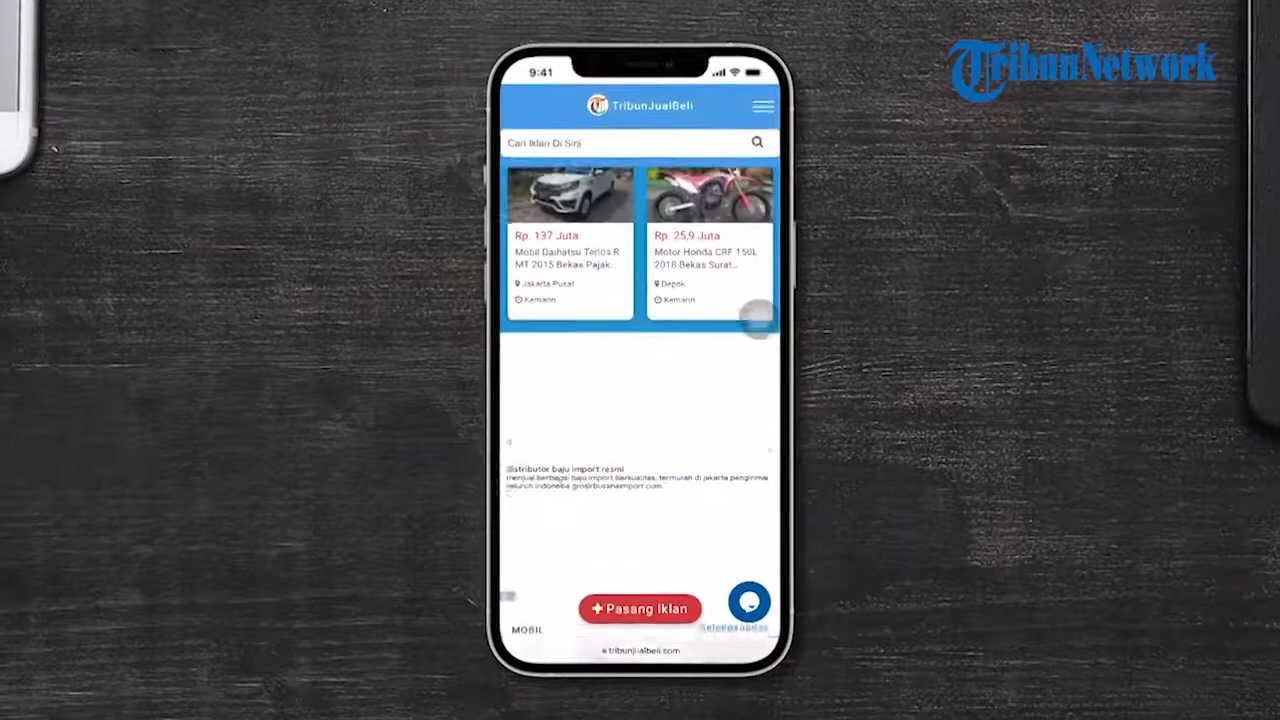 TribunNetwork
9:41
TribunJualBeli
Cari Iklan Di Sini
Rp. 137 Juta
Mobil Daihatsu Terios R
MT 2015 Bekas Pajak...
Jakarta Pusat
Kemarin
Rp. 25,9 Juta
Motor Honda CRF 150L
2018 Bekas Surat...
Depok
Kemarin
distributor baju import resmi
menjual berbagai baju import berkualitas, termurah di jakarta pengirima
seluruh indonesia grosirbusanaimport.com
+ Pasang Iklan
MOBIL
Selengkapnya
tribunjualbeli.com